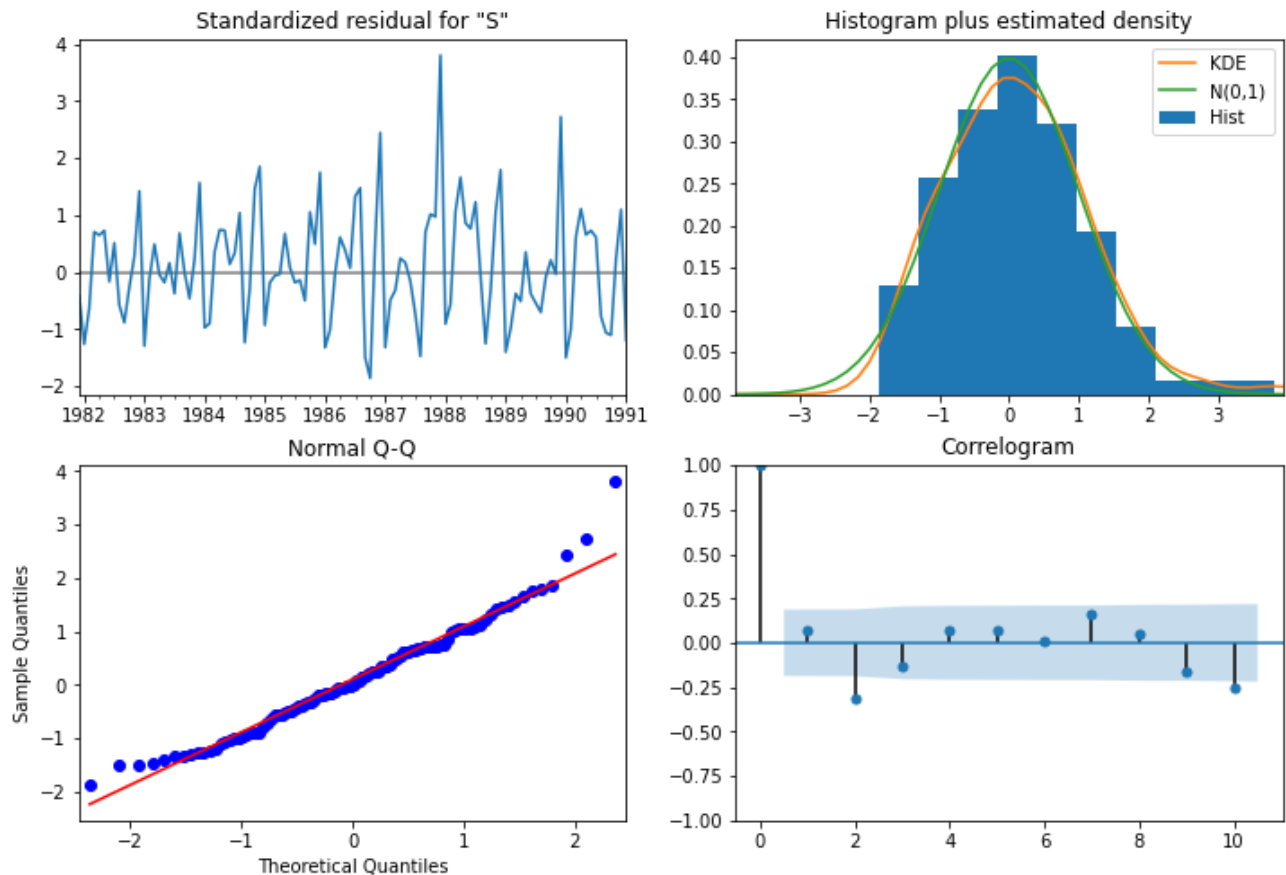 Standardized residual for "S"
4
3
2
1
0
−1
−2
1982 1983 1984 1985 1986 1987 1988 1989 1990 1991
Histogram plus estimated density
0.40
0.35
0.30
0.25
0.20
0.15
0.10
0.05
0.00
−3 −2 −1 0 1 2 3
KDE
N(0,1)
Hist
Normal Q-Q
Sample Quantiles
4
3
2
1
0
−1
−2
−2 −1 0 1 2
Theoretical Quantiles
Correlogram
1.00
0.75
0.50
0.25
0.00
−0.25
−0.50
−0.75
−1.00
0 2 4 6 8 10